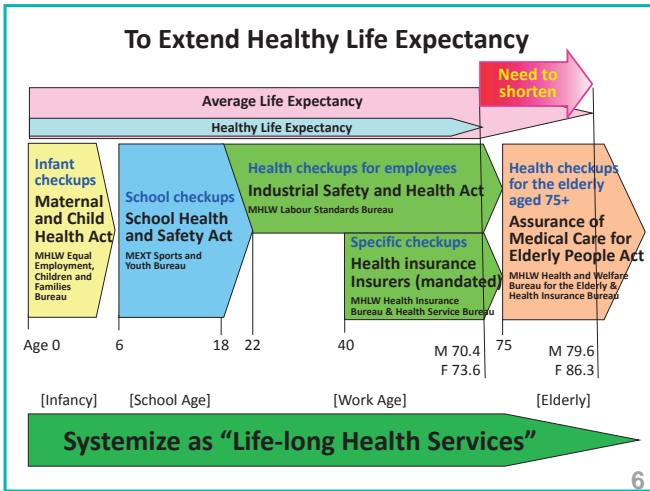 To Extend Healthy Life Expectancy
Need to
shorten
Average Life Expectancy
Healthy Life Expectancy
Infant
checkups
Maternal
and Child
Health Act
MHLW Equal
Employment,
Children and
Families
Bureau
School checkups
School Health
and Safety Act
MEXT Sports and
Youth Bureau
Health checkups for employees
Industrial Safety and Health Act
MHLW Labour Standards Bureau
Specific checkups
Health insurance
Insurers (mandated)
MHLW Health Insurance
Bureau & Health Service Bureau
Health checkups
for the elderly
aged 75+
Assurance of
Medical Care for
Elderly People Act
MHLW Health and Welfare
Bureau for the Elderly &
Health Insurance Bureau
Age 0
6
18
22
40
M 70.4
F 73.6
75
M 79.6
F 86.3
[Infancy]
[School Age]
[Work Age]
[Elderly]
Systemize as “Life-long Health Services”
6